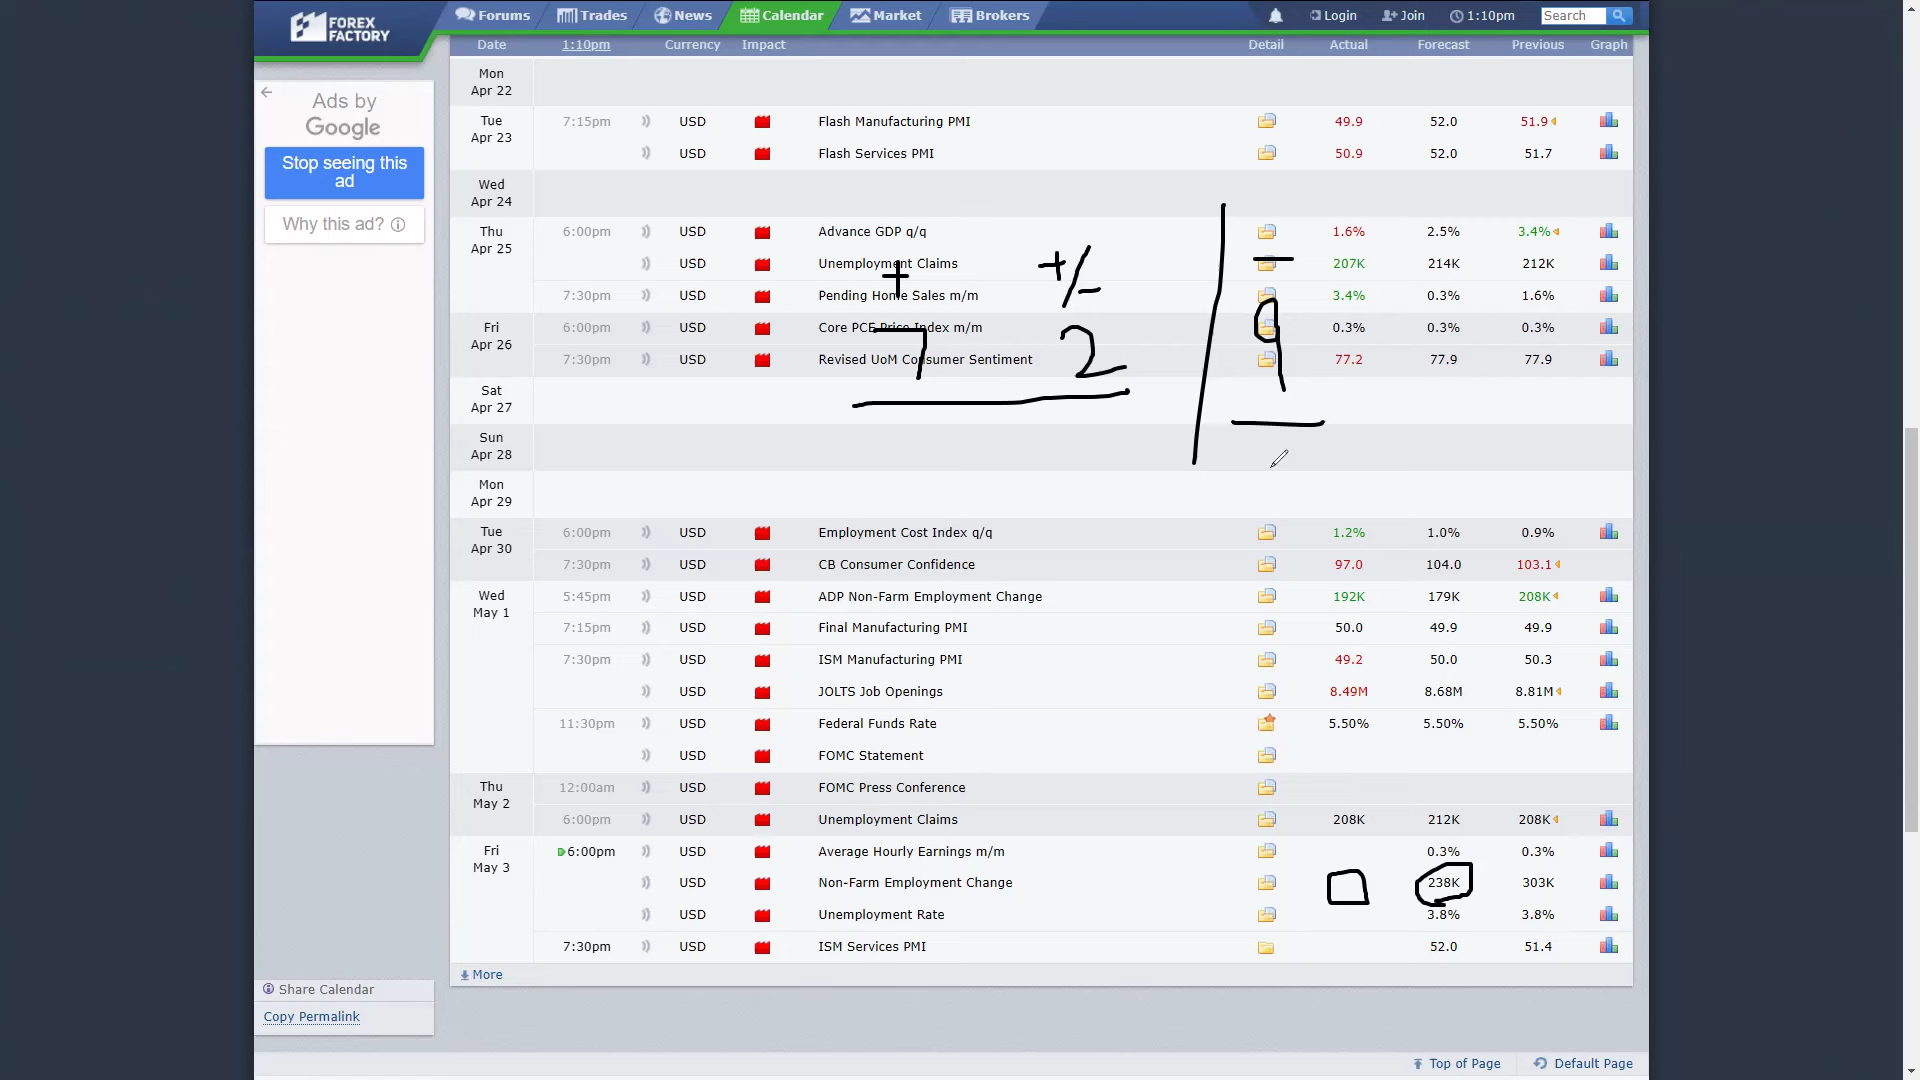 FOREX FACTORY
Forums Trades News Calendar Market Brokers Login Join 1:10pm Search
Date 1:10pm Currency Impact Detail Actual Forecast Previous Graph
Ads by Google
Stop seeing this ad
Why this ad?
Mon Apr 22
Tue Apr 23 7:15pm USD Flash Manufacturing PMI 49.9 52.0 51.9
USD Flash Services PMI 50.9 52.0 51.7
Wed Apr 24
Thu Apr 25 6:00pm USD Advance GDP q/q 1.6% 2.5% 3.4%
USD Unemployment Claims 207K 214K 212K
7:30pm USD Pending Home Sales m/m 3.4% 0.3% 1.6%
Fri Apr 26 6:00pm USD Core PCE Price Index m/m 0.3% 0.3% 0.3%
7:30pm USD Revised UoM Consumer Sentiment 77.2 77.9 77.9
+ +/- -
7 2 9
Sat Apr 27
Sun Apr 28
Mon Apr 29
Tue Apr 30 6:00pm USD Employment Cost Index q/q 1.2% 1.0% 0.9%
7:30pm USD CB Consumer Confidence 97.0 104.0 103.1
Wed May 1 5:45pm USD ADP Non-Farm Employment Change 192K 179K 208K
7:15pm USD Final Manufacturing PMI 50.0 49.9 49.9
7:30pm USD ISM Manufacturing PMI 49.2 50.0 50.3
USD JOLTS Job Openings 8.49M 8.68M 8.81M
11:30pm USD Federal Funds Rate 5.50% 5.50% 5.50%
USD FOMC Statement
Thu May 2 12:00am USD FOMC Press Conference
6:00pm USD Unemployment Claims 208K 212K 208K
Fri May 3 6:00pm USD Average Hourly Earnings m/m 0.3% 0.3%
USD Non-Farm Employment Change 238K 303K
USD Unemployment Rate 3.8% 3.8%
7:30pm USD ISM Services PMI 52.0 51.4
More
Share Calendar
Copy Permalink
Top of Page Default Page